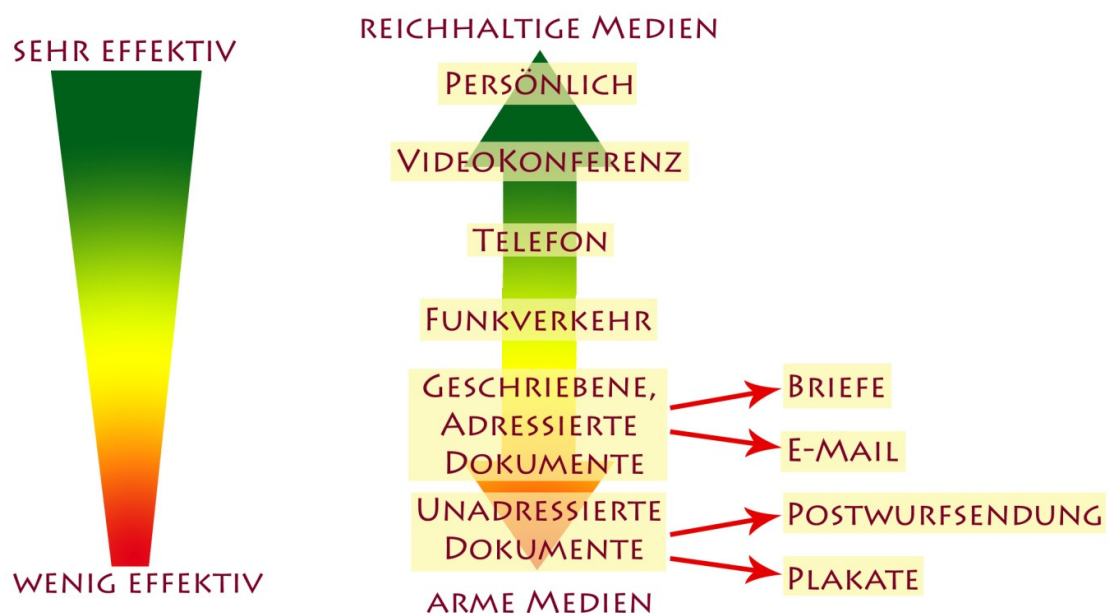 SEHR EFFEKTIV
WENIG EFFEKTIV
REICHHALTIGE MEDIEN
PERSÖNLICH
VIDEOKONFERENZ
TELEFON
FUNKVERKEHR
GESCHRIEBENE,
ADRESSIERTE
DOKUMENTE
BRIEFE
E-MAIL
UNADRESSIERTE
DOKUMENTE
POSTWURFSENDUNG
PLAKATE
ARME MEDIEN